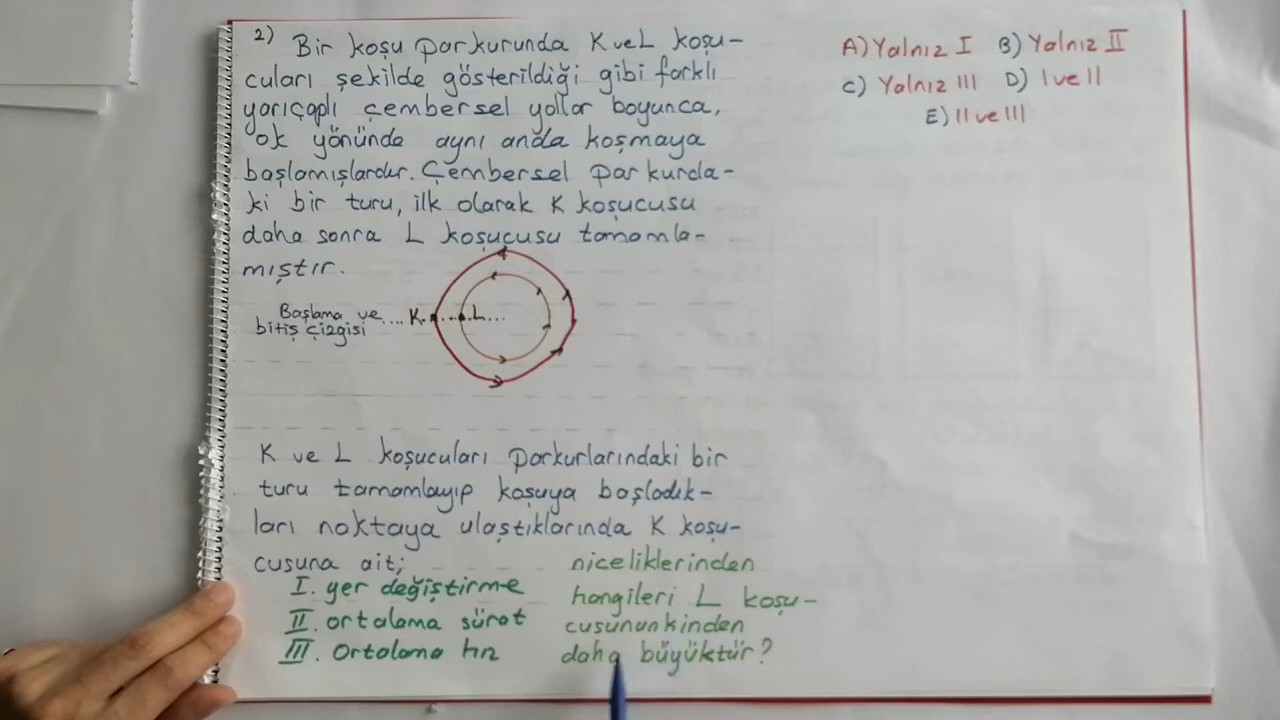 2) Bir koşu parkurunda K ve L koşu-
cuları şekilde gösterildiği gibi farklı
yarıçaplı çembersel yollar boyunca,
ok yönünde aynı anda koşmaya
başlamışlardır. Çembersel parkurda-
ki bir turu, ilk olarak K koşucusu
daha sonra L koşucusu tamamla-
mıştır.
Başlama ve
bitiş çizgisi .... K. .... L...
K ve L koşucuları parkurlarındaki bir
turu tamamlayıp koşuya başladık-
ları noktaya ulaştıklarında K koşu-
cusuna ait;
I. yer değiştirme
II. ortalama sürat
III. Ortalama hız
niceliklerinden
hangileri L koşu-
cusununkinden
daha büyüktür?
A) Yalnız I B) Yalnız II
C) Yalnız III D) I ve II
E) II ve III